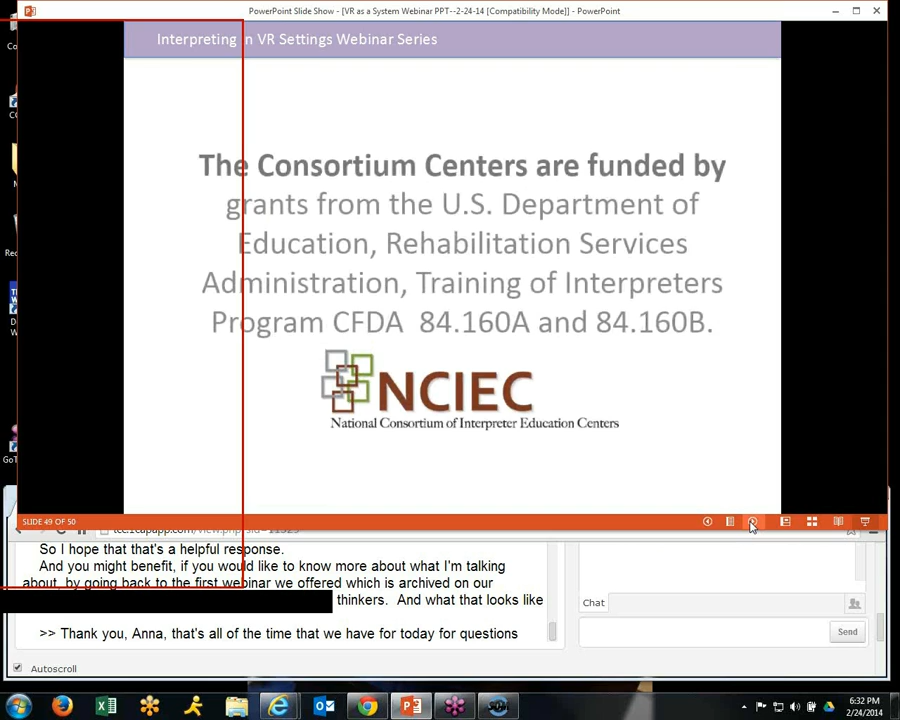 PowerPoint Slide Show - [VR as a System Webinar PPT--2-24-14 [Compatibility Mode]] - PowerPoint
Interpreting in VR Settings Webinar Series
The Consortium Centers are funded by
grants from the U.S. Department of
Education, Rehabilitation Services
Administration, Training of Interpreters
Program CFDA 84.160A and 84.160B.
NCIEC
National Consortium of Interpreter Education Centers
SLIDE 49 OF 50
So I hope that that's a helpful response.
And you might benefit, if you would like to know more about what I'm talking
about, by going back to the first webinar we offered which is archived on our
thinkers. And what that looks like
>> Thank you, Anna, that's all of the time that we have for today for questions
Autoscroll
Chat
Send
6:32 PM
2/24/2014